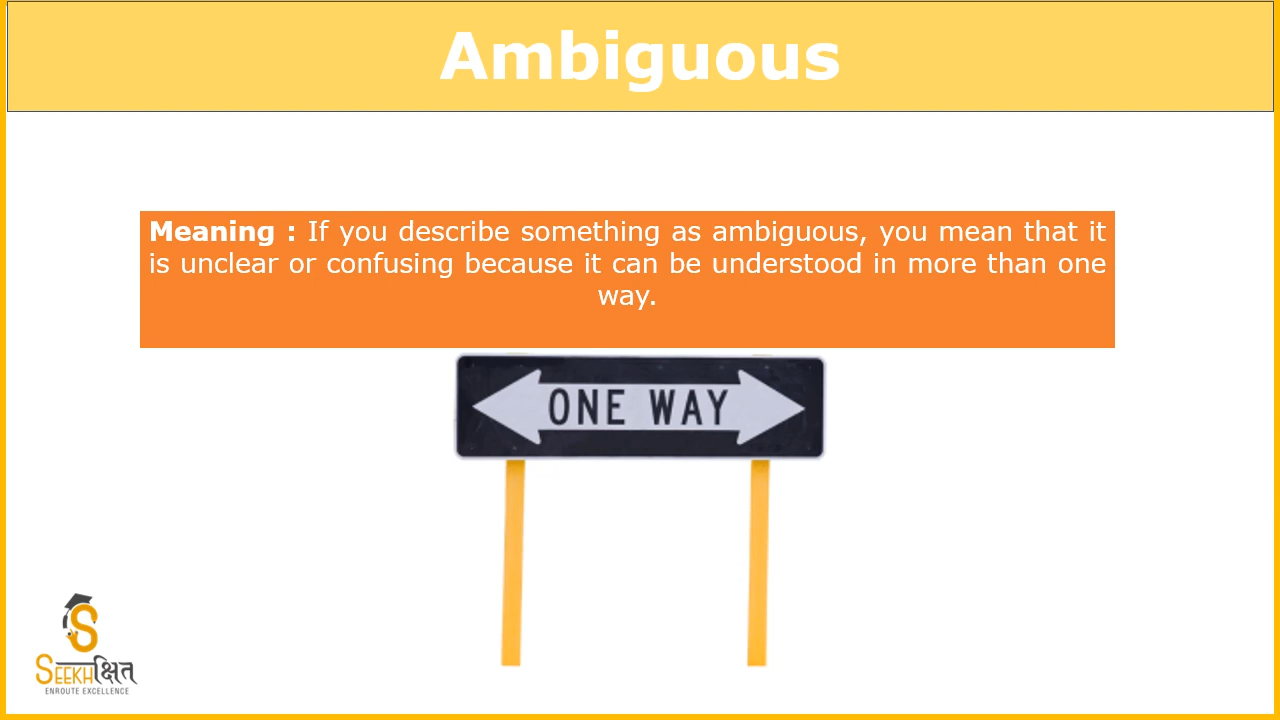 Ambiguous
Meaning : If you describe something as ambiguous, you mean that it
is unclear or confusing because it can be understood in more than one
way.
ONE WAY
S
SEEKHक्षित
ENROUTE EXCELLENCE